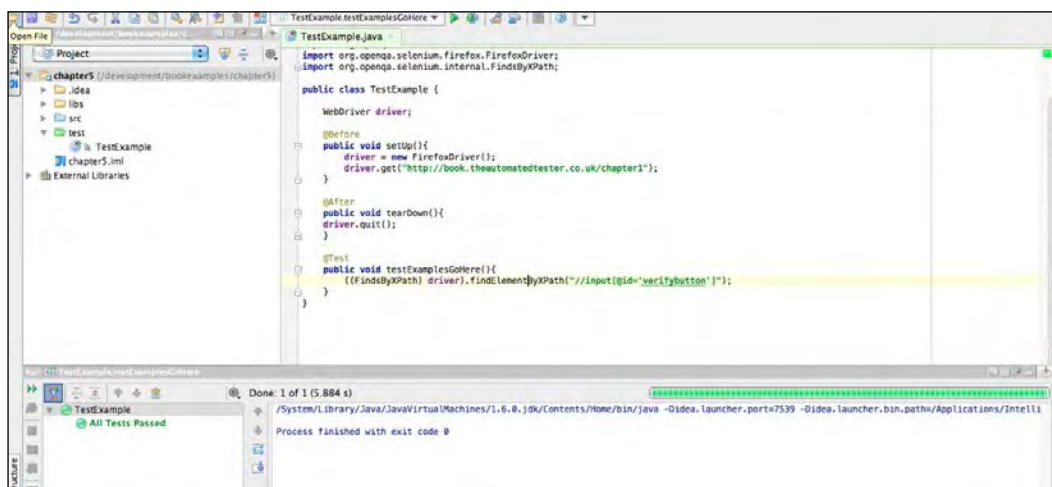 TestExample.testExamplesGoHere
Open File
TestExample.java
Project
import org.openqa.selenium.firefox.FirefoxDriver;
import org.openqa.selenium.internal.FindsByXPath;
chapter5 (/development/bookexamples/chapter5)
.idea
libs
src
test
TestExample
chapter5.iml
External Libraries
public class TestExample {
WebDriver driver;
@Before
public void setUp(){
driver = new FirefoxDriver();
driver.get("http://book.theautomatedtester.co.uk/chapter1");
}
@After
public void tearDown(){
driver.quit();
}
@Test
public void testExamplesGoHere(){
((FindsByXPath) driver).findElementByXPath("//input[@id='verifybutton']");
}
}
Run TestExample.testExamplesGoHere
Done: 1 of 1 (5.884 s)
TestExample
All Tests Passed
/System/Library/Java/JavaVirtualMachines/1.6.0.jdk/Contents/Home/bin/java -Didea.launcher.port=7539 -Didea.launcher.bin.path=/Applications/Intelli
Process finished with exit code 0